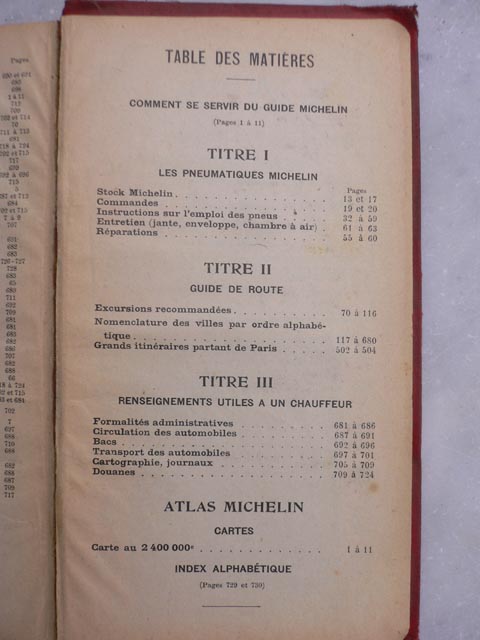 Pages
690 et 691
TABLE DES MATIÈRES
COMMENT SE SERVIR DU GUIDE MICHELIN
(Pages 1 à 11)
TITRE I
LES PNEUMATIQUES MICHELIN
Pages
Stock Michelin. 13 et 17
Commandes 19 et 20
Instructions sur l'emploi des pneus 32 à 59
Entretien (jante, enveloppe, chambre à air) 61 à 63
Réparations 55 à 60
TITRE II
GUIDE DE ROUTE
Excursions recommandées. 70 à 116
Nomenclature des villes par ordre alphabé-
tique 117 à 680
Grands itinéraires partant de Paris 502 à 504
TITRE III
RENSEIGNEMENTS UTILES A UN CHAUFFEUR
Formalités administratives 681 à 686
Circulation des automobiles 687 à 691
Bacs 692 à 696
Transport des automobiles 697 à 701
Cartographie, journaux 705 à 709
Douanes 709 à 724
ATLAS MICHELIN
CARTES
Carte au 2 400 000e 1 à 11
INDEX ALPHABÉTIQUE
(Pages 729 et 730)